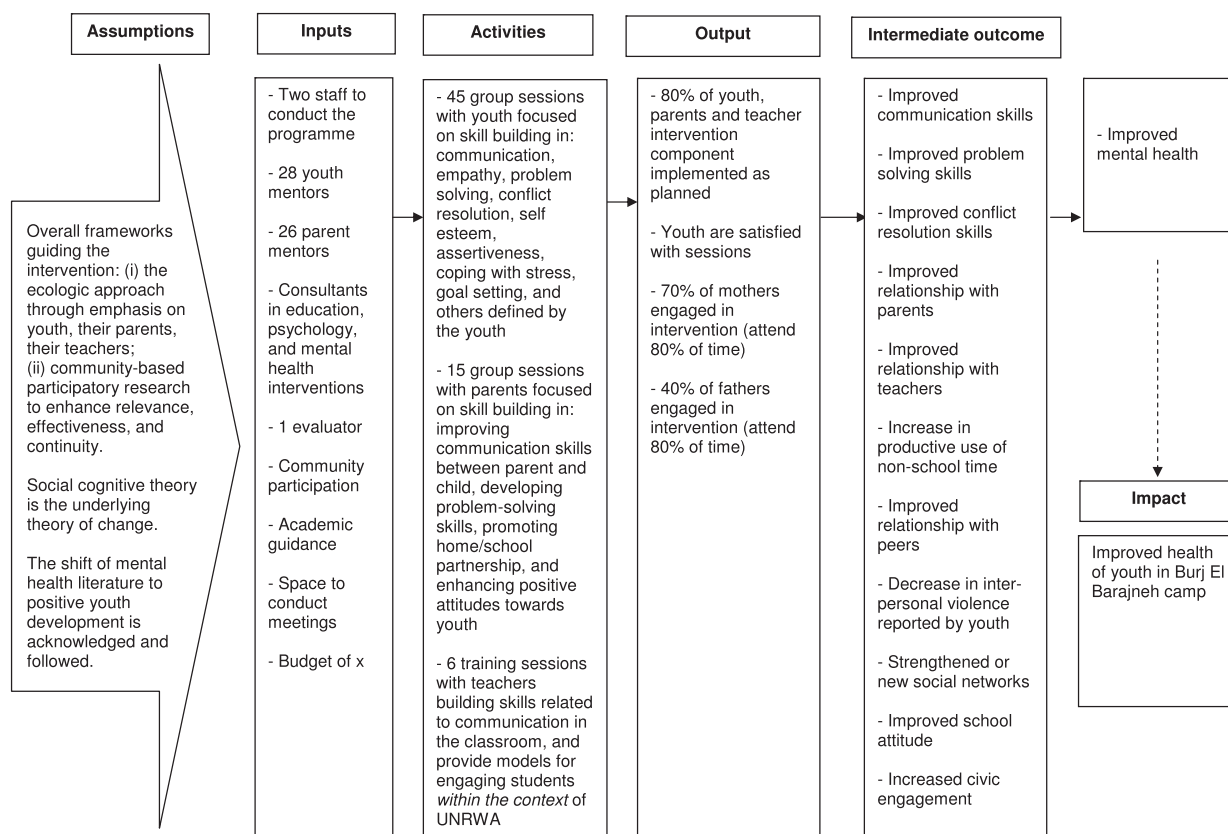 Assumptions
Overall frameworks
guiding the
intervention: (i) the
ecologic approach
through emphasis on
youth, their parents,
their teachers;
(ii) community-based
participatory research
to enhance relevance,
effectiveness, and
continuity.
Social cognitive theory
is the underlying
theory of change.
The shift of mental
health literature to
positive youth
development is
acknowledged and
followed.
Inputs
- Two staff to
conduct the
programme
- 28 youth
mentors
- 26 parent
mentors
- Consultants
in education,
psychology,
and mental
health
interventions
- 1 evaluator
- Community
participation
- Academic
guidance
- Space to
conduct
meetings
- Budget of x
Activities
- 45 group sessions
with youth focused
on skill building in:
communication,
empathy, problem
solving, conflict
resolution, self
esteem,
assertiveness,
coping with stress,
goal setting, and
others defined by
the youth
- 15 group sessions
with parents focused
on skill building in:
improving
communication skills
between parent and
child, developing
problem-solving
skills, promoting
home/school
partnership, and
enhancing positive
attitudes towards
youth
- 6 training sessions
with teachers
building skills related
to communication in
the classroom, and
provide models for
engaging students
within the context of
UNRWA
Output
- 80% of youth,
parents and teacher
intervention
component
implemented as
planned
- Youth are satisfied
with sessions
- 70% of mothers
engaged in
intervention (attend
80% of time)
- 40% of fathers
engaged in
intervention (attend
80% of time)
Intermediate outcome
- Improved
communication skills
- Improved problem
solving skills
- Improved conflict
resolution skills
- Improved
relationship with
parents
- Improved
relationship with
teachers
- Increase in
productive use of
non-school time
- Improved
relationship with
peers
- Decrease in inter-
personal violence
reported by youth
- Strengthened or
new social networks
- Improved school
attitude
- Increased civic
engagement
- Improved
mental health
Impact
Improved health
of youth in Burj El
Barajneh camp